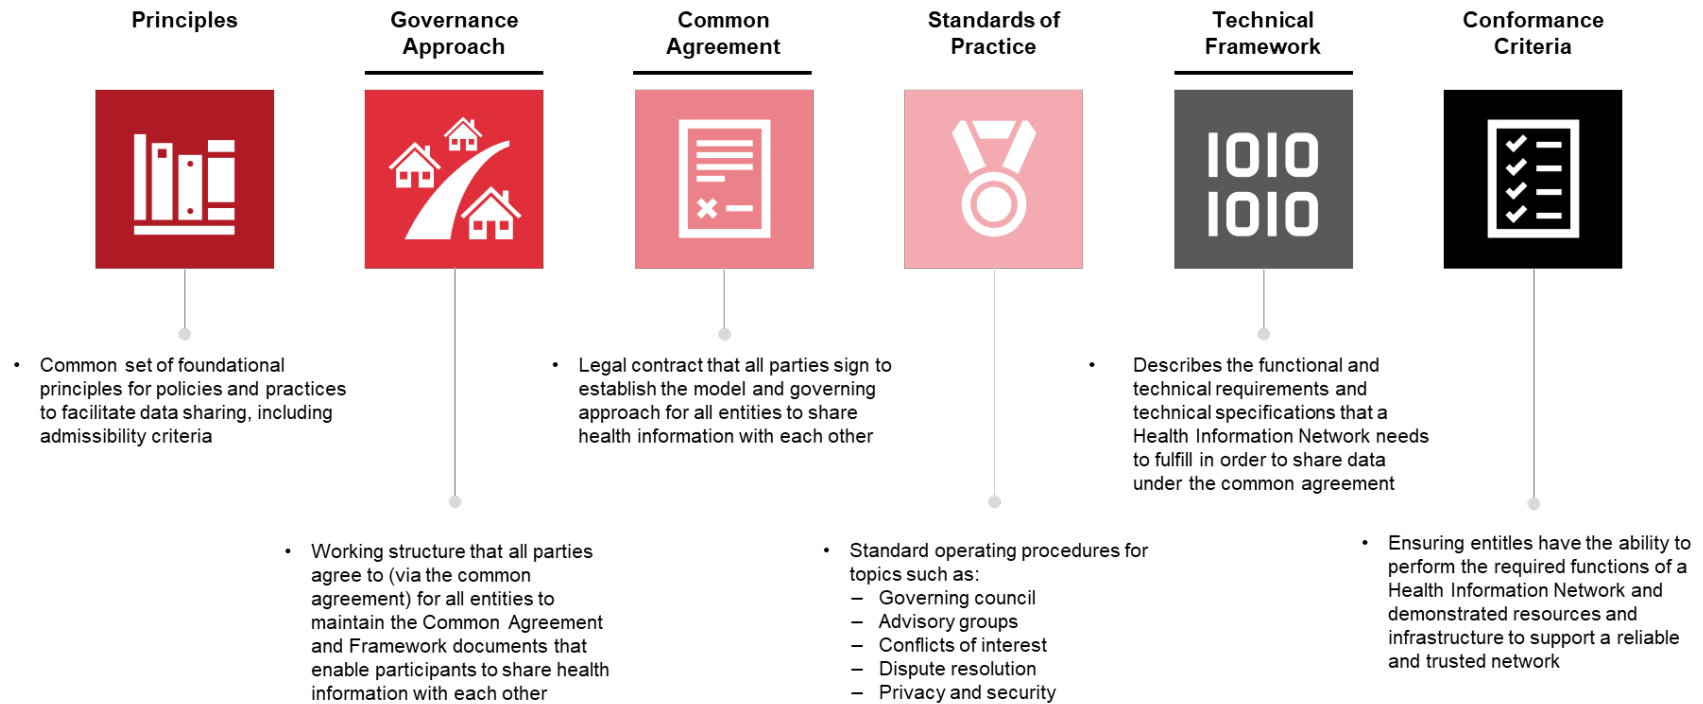 Principles
Governance
Approach
Common
Agreement
Standards of
Practice
Technical
Framework
Conformance
Criteria
1010
1010
• Common set of foundational
principles for policies and practices
to facilitate data sharing, including
admissibility criteria
• Working structure that all parties
agree to (via the common
agreement) for all entities to
maintain the Common Agreement
and Framework documents that
enable participants to share health
information with each other
• Legal contract that all parties sign to
establish the model and governing
approach for all entities to share
health information with each other
• Standard operating procedures for
topics such as:
– Governing council
– Advisory groups
– Conflicts of interest
– Dispute resolution
– Privacy and security
• Describes the functional and
technical requirements and
technical specifications that a
Health Information Network needs
to fulfill in order to share data
under the common agreement
• Ensuring entitles have the ability to
perform the required functions of a
Health Information Network and
demonstrated resources and
infrastructure to support a reliable
and trusted network